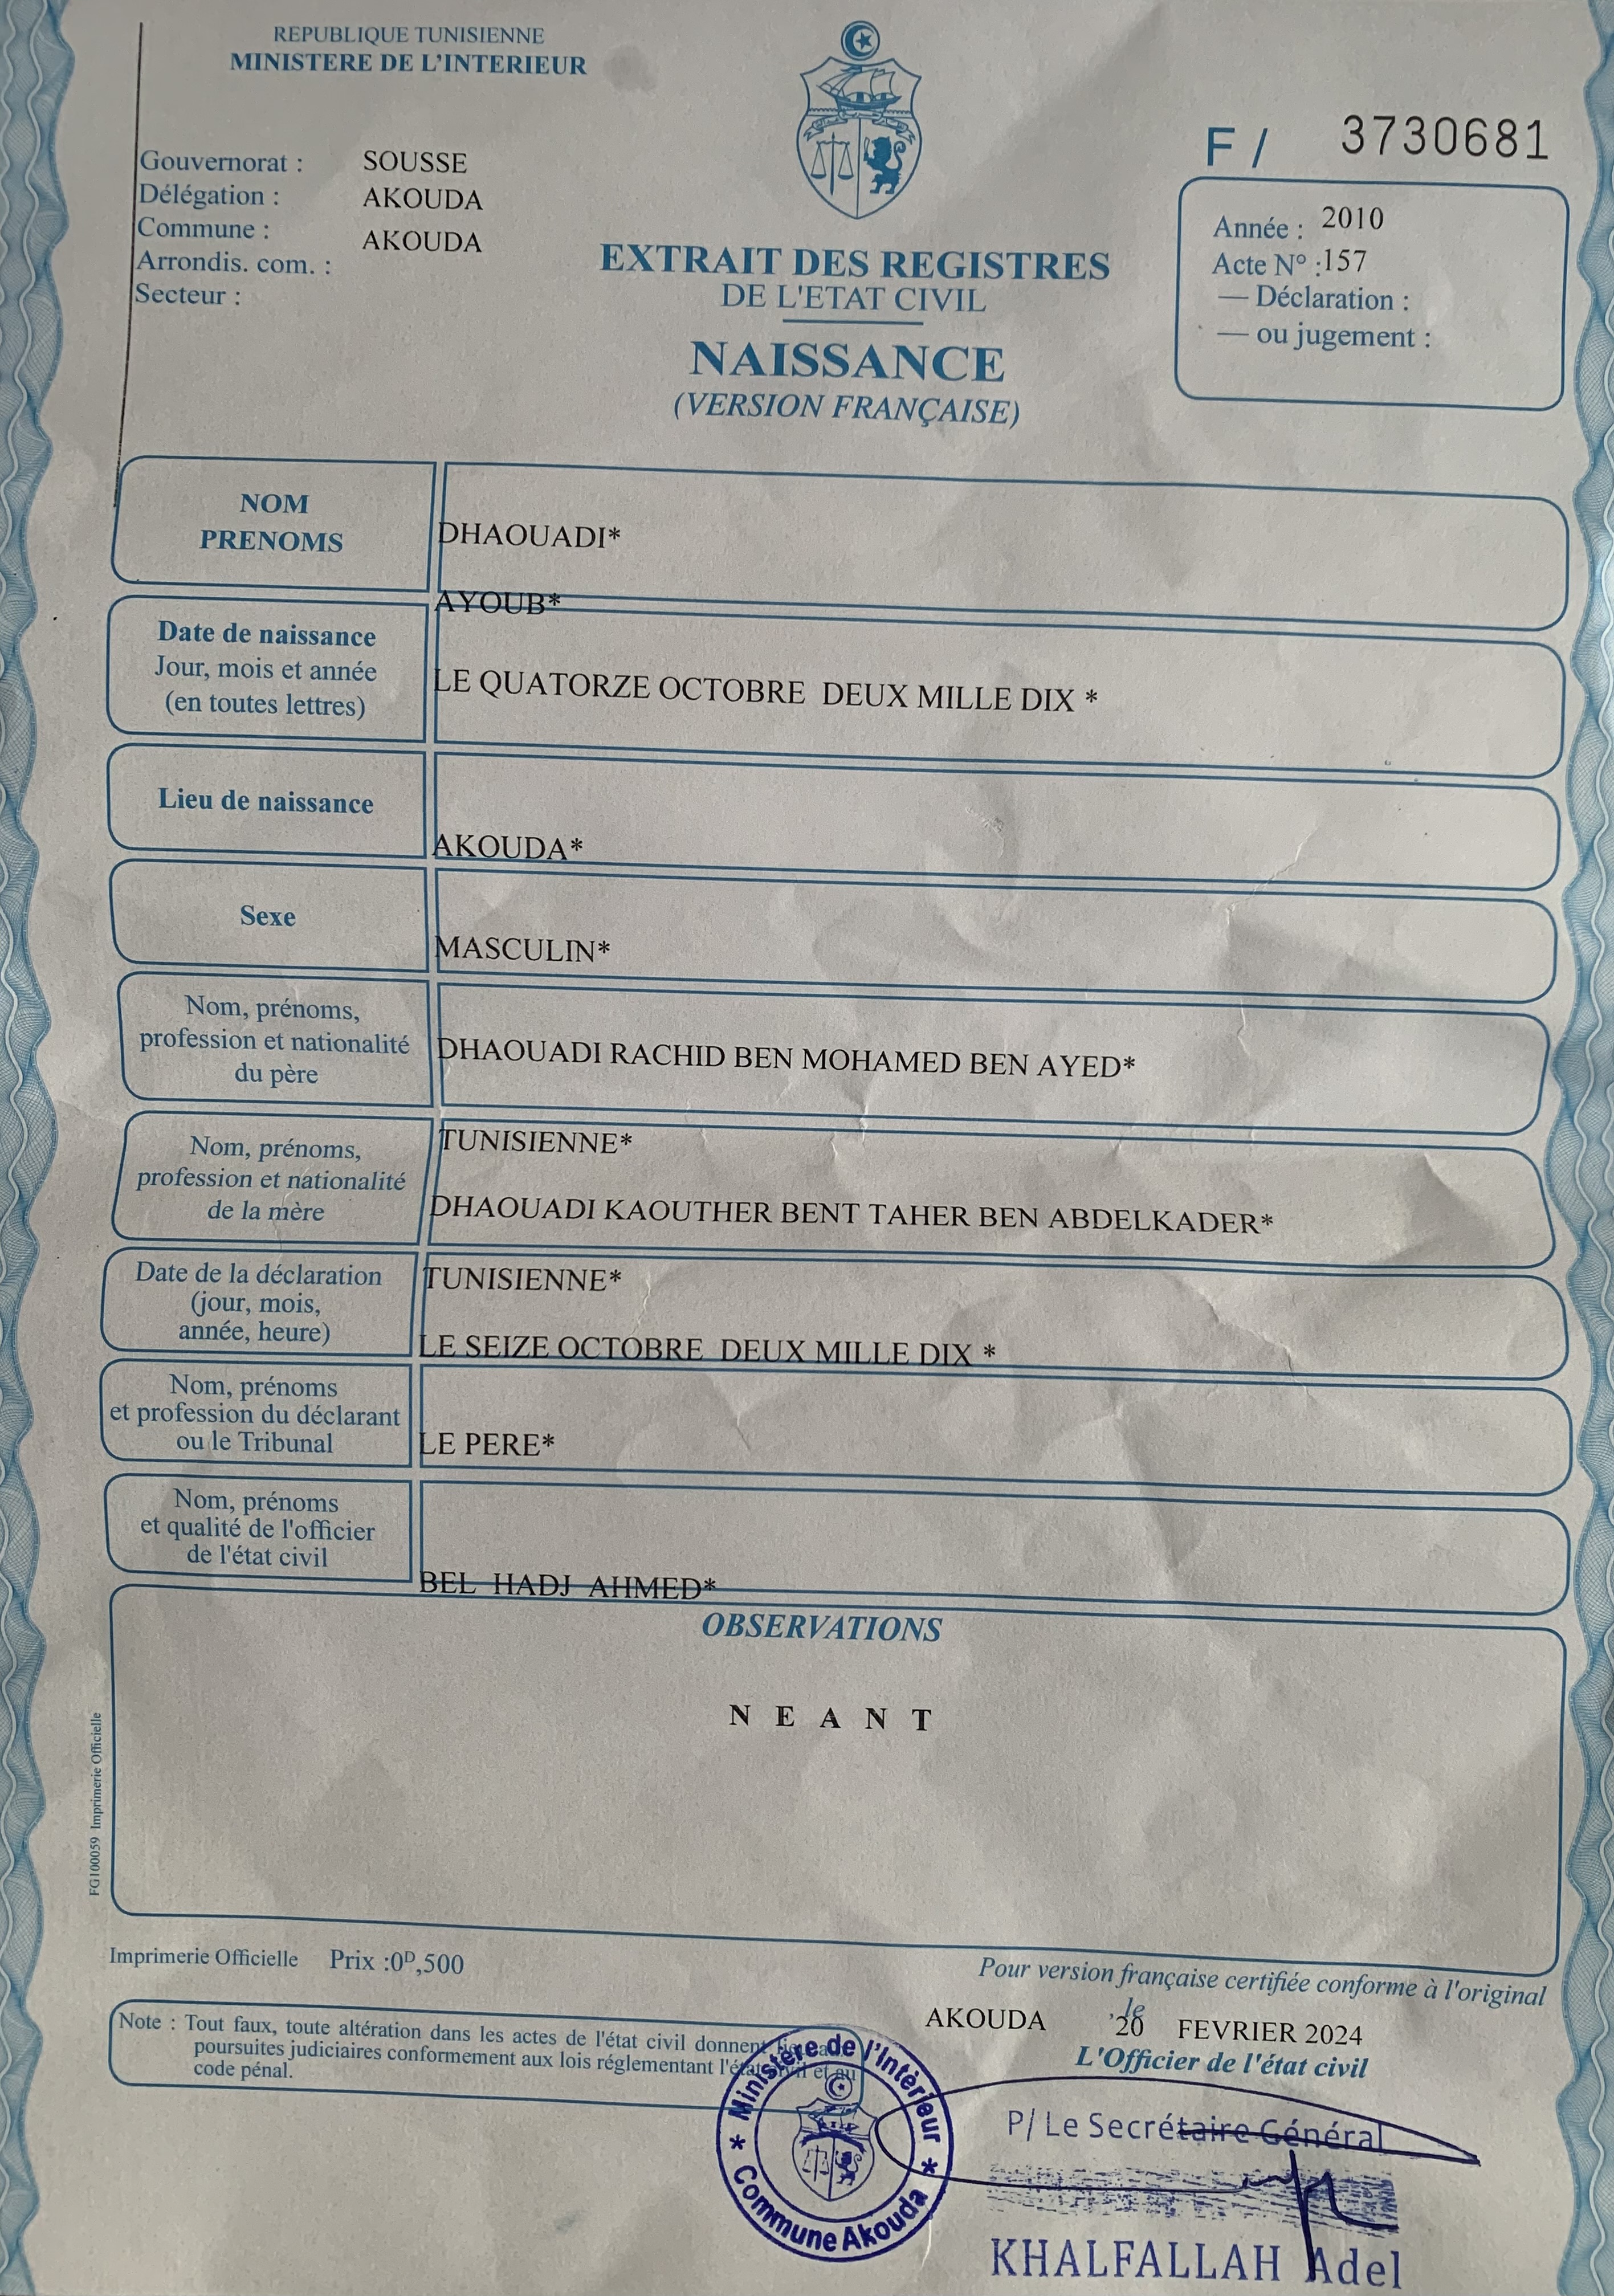 REPUBLIQUE TUNISIENNE
MINISTERE DE L'INTERIEUR
Gouvernorat : SOUSSE
Délégation : AKOUDA
Commune : AKOUDA
Arrondis. com. :
Secteur :
F / 3730681
Année : 2010
Acte N° :157
— Déclaration :
— ou jugement :
EXTRAIT DES REGISTRES
DE L'ETAT CIVIL
NAISSANCE
(VERSION FRANÇAISE)
NOM
PRENOMS
DHAOUADI*
AYOUB*
Date de naissance
Jour, mois et année
(en toutes lettres)
LE QUATORZE OCTOBRE DEUX MILLE DIX *
Lieu de naissance
AKOUDA*
Sexe
MASCULIN*
Nom, prénoms,
profession et nationalité
du père
DHAOUADI RACHID BEN MOHAMED BEN AYED*
TUNISIENNE*
Nom, prénoms,
profession et nationalité
de la mère
DHAOUADI KAOUTHER BENT TAHER BEN ABDELKADER*
TUNISIENNE*
Date de la déclaration
(jour, mois,
année, heure)
LE SEIZE OCTOBRE DEUX MILLE DIX *
Nom, prénoms
et profession du déclarant
ou le Tribunal
LE PERE*
Nom, prénoms
et qualité de l'officier
de l'état civil
BEL HADJ AHMED*
OBSERVATIONS
N E A N T
FG100059 Imprimerie Officielle
Imprimerie Officielle Prix :0ᴰ,500
Pour version française certifiée conforme à l'original
AKOUDA le 20 FEVRIER 2024
L'Officier de l'état civil
Note : Tout faux, toute altération dans les actes de l'état civil donnent
poursuites judiciaires conformement aux lois réglementant l'état civil et au
code pénal.
* Ministère de l'Intérieur *
Commune Akouda
P/ Le Secrétaire Général
KHALFALLAH Adel